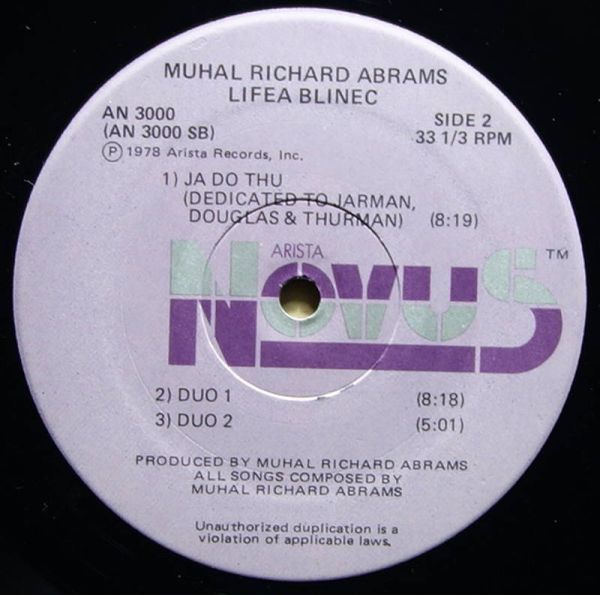 MUHAL RICHARD ABRAMS
LIFEA BLINEC
AN 3000
(AN 3000 SB)
Ⓟ 1978 Arista Records, Inc.
SIDE 2
33 1/3 RPM
1) JA DO THU
(DEDICATED TO JARMAN,
DOUGLAS & THURMAN) (8:19)
ARISTA
NOVUS™
2) DUO 1 (8:18)
3) DUO 2 (5:01)
PRODUCED BY MUHAL RICHARD ABRAMS
ALL SONGS COMPOSED BY
MUHAL RICHARD ABRAMS
Unauthorized duplication is a
violation of applicable laws.